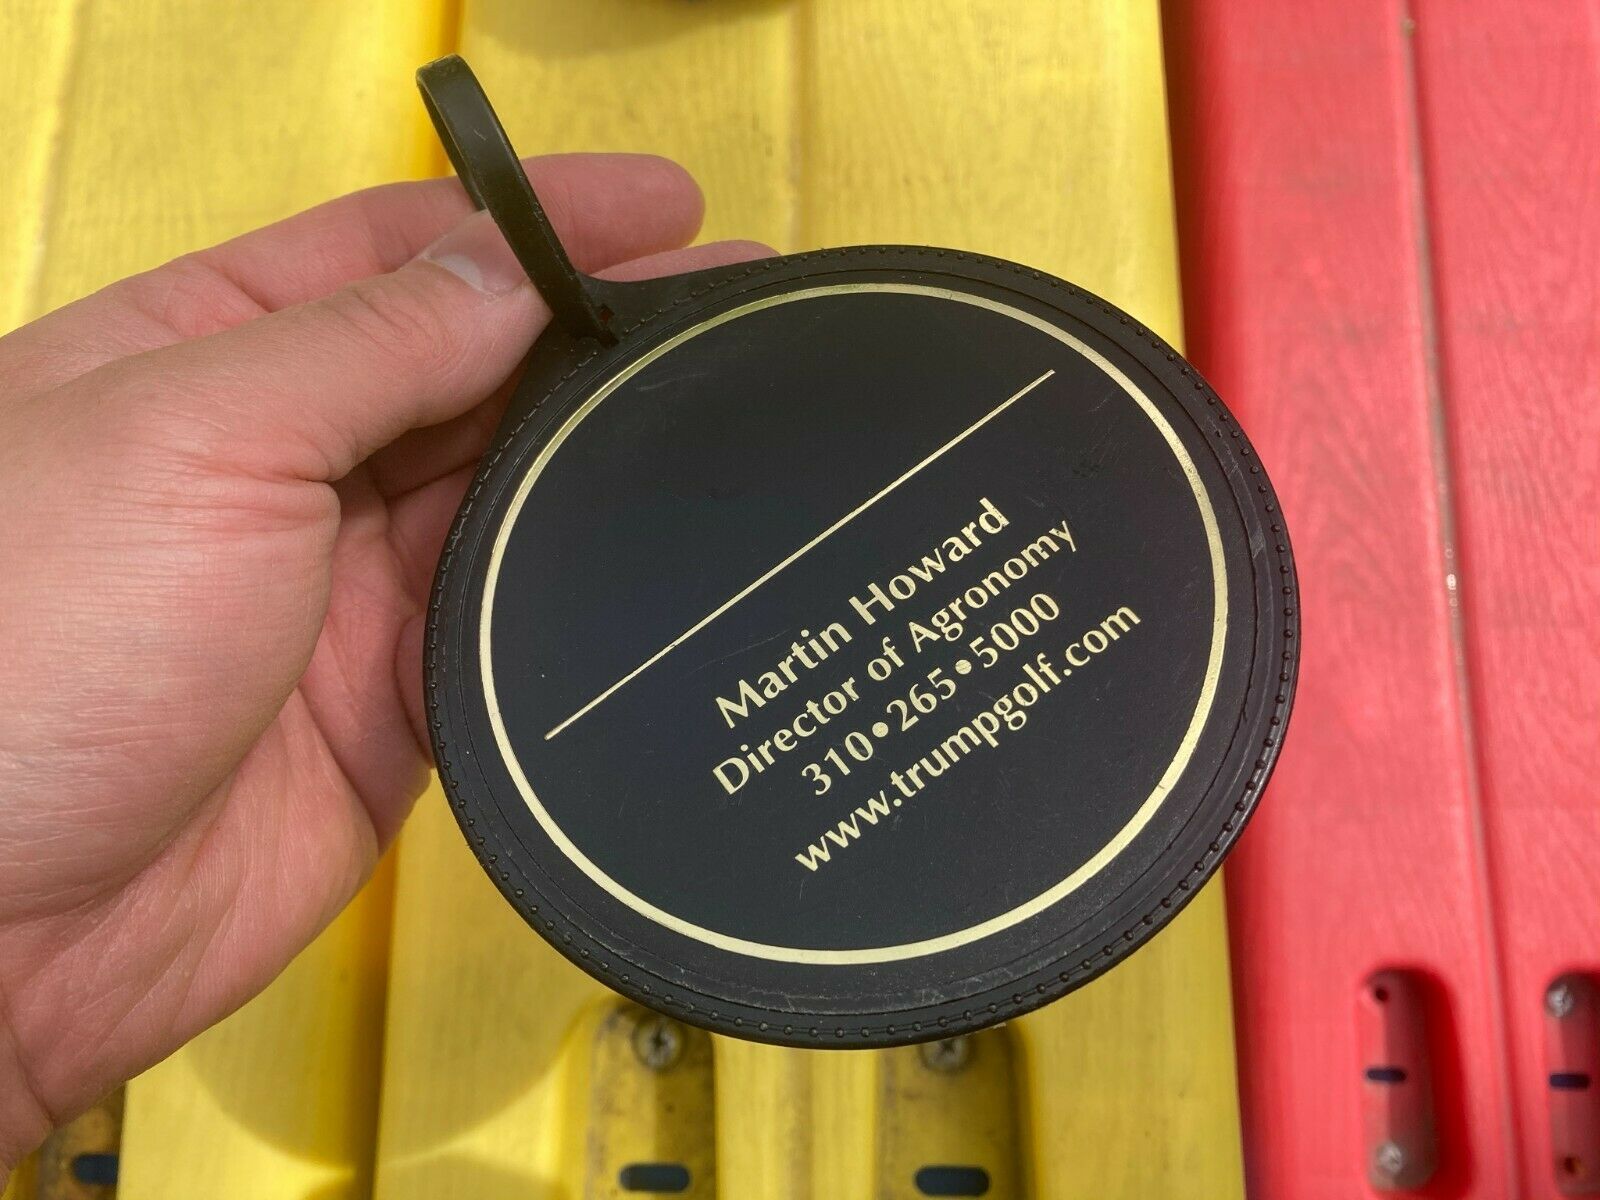 Martin Howard
Director of Agronomy
310•265•5000
www.trumpgolf.com